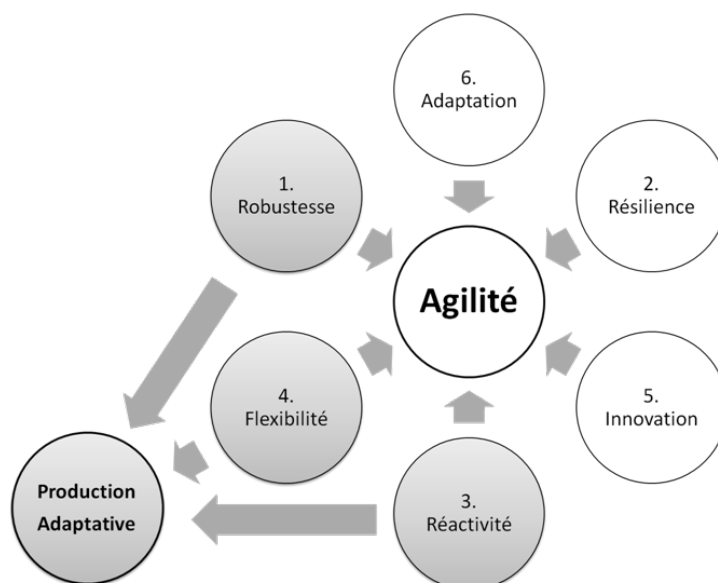 6.
Adaptation
1.
Robustesse
2.
Résilience
Agilité
4.
Flexibilité
5.
Innovation
Production
Adaptative
3.
Réactivité